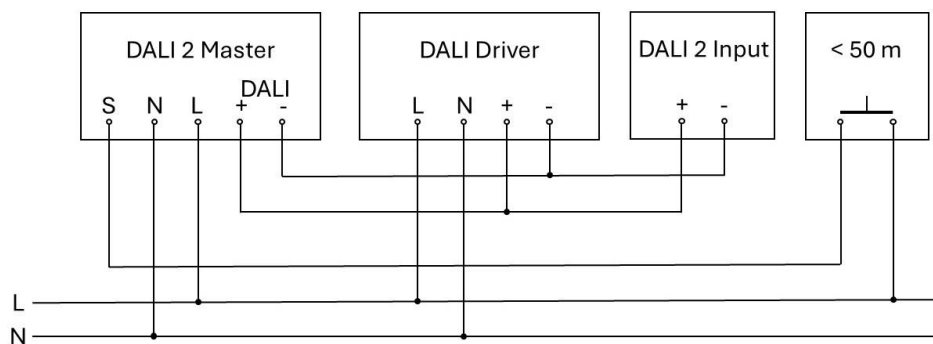 DALI 2 Master
DALI Driver
DALI 2 Input
< 50 m
DALI
S N L + -
L N + -
+ -
L
N